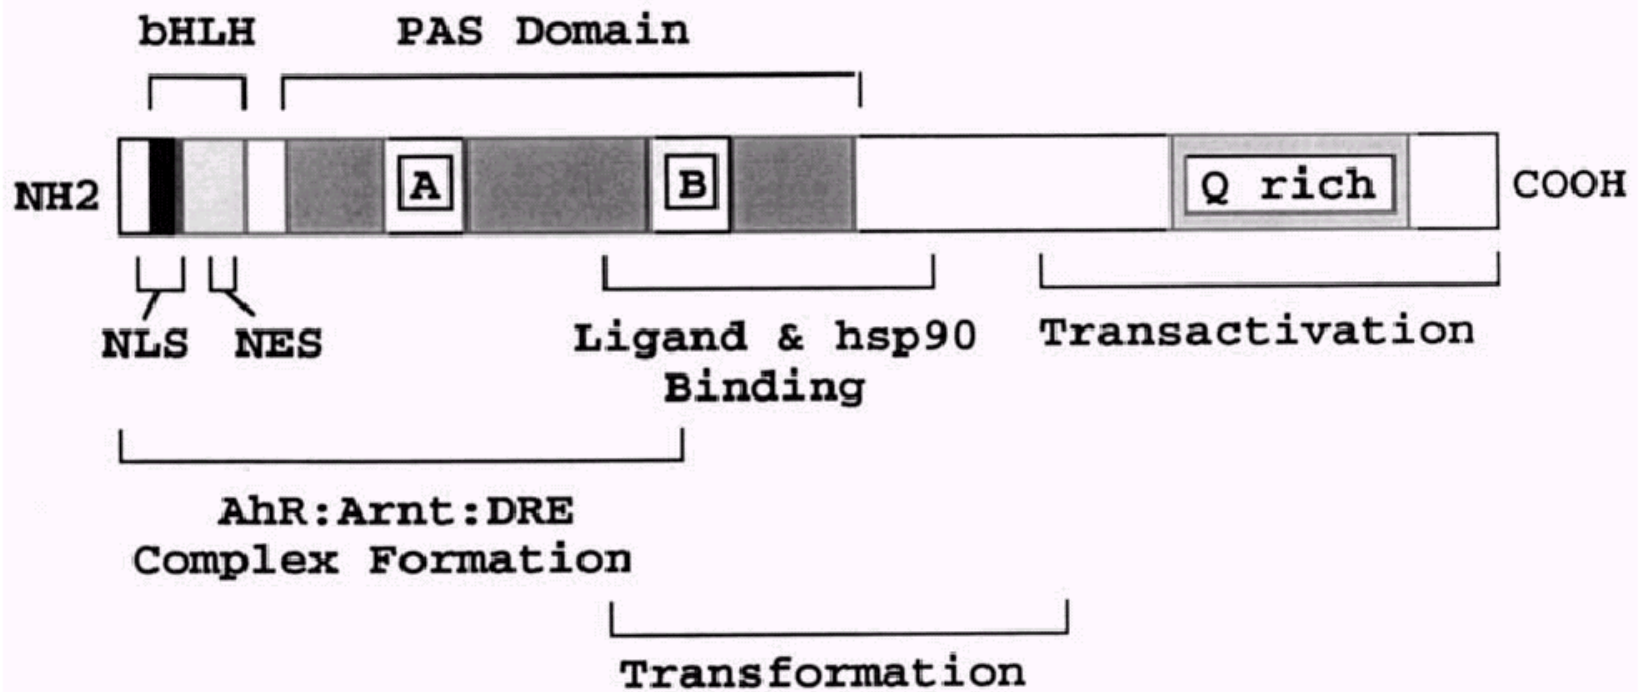 bHLH PAS Domain
NH2 A B Q rich COOH
NLS NES
Ligand & hsp90
Binding
Transactivation
AhR:Arnt:DRE
Complex Formation
Transformation